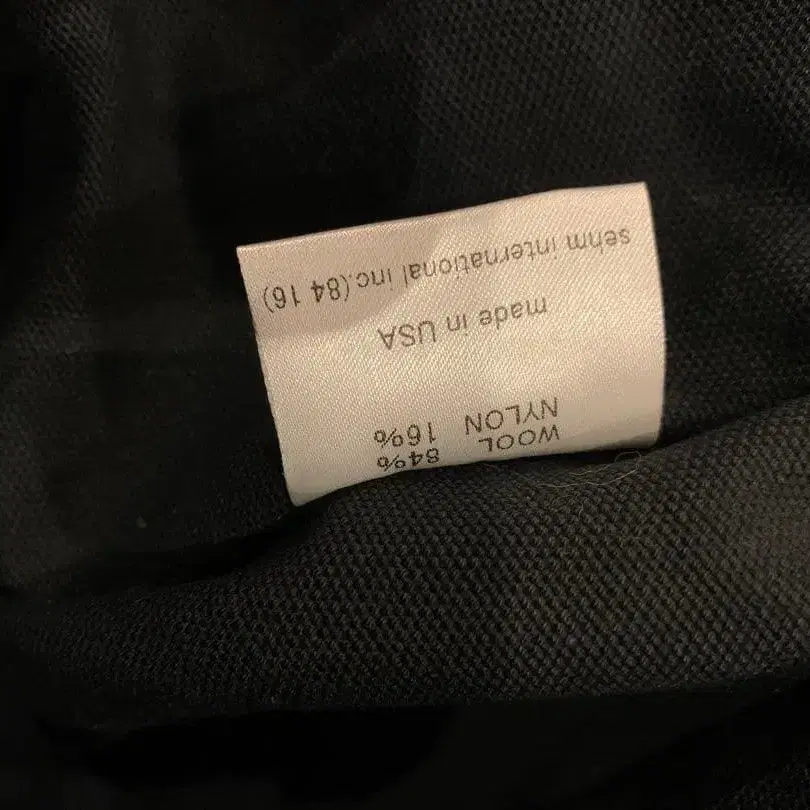 WOOL 84%
NYLON 16%
made in USA
sehm international inc.(84 16)